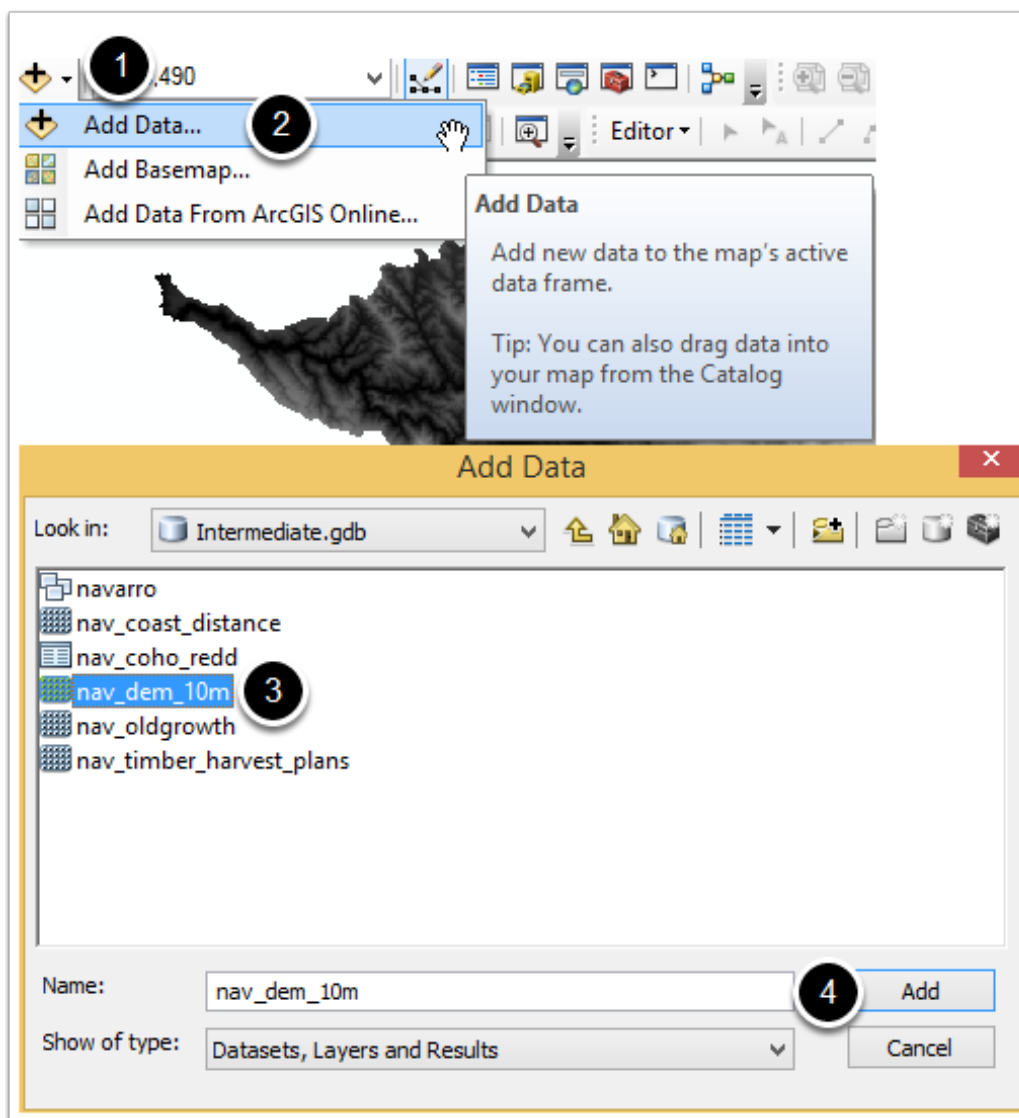 1
,490
Add Data...
2
Editor
Add Basemap...
Add Data From ArcGIS Online...
Add Data
Add new data to the map's active
data frame.
Tip: You can also drag data into
your map from the Catalog
window.
Add Data
Look in:
Intermediate.gdb
navarro
nav_coast_distance
nav_coho_redd
nav_dem_10m
3
nav_oldgrowth
nav_timber_harvest_plans
Name:
nav_dem_10m
4
Add
Show of type:
Datasets, Layers and Results
Cancel